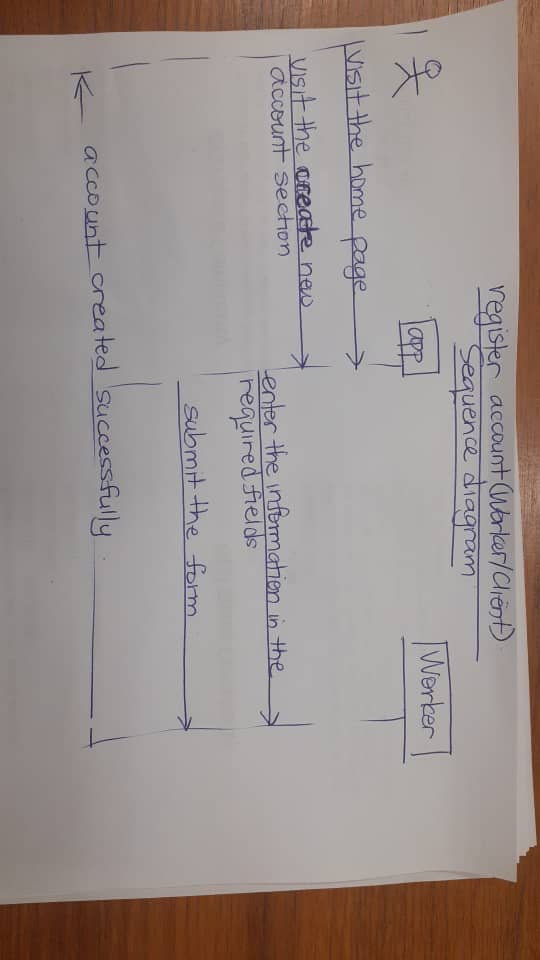 register account (Worker/Client)
sequence diagram
app
Worker
visit the home page
visit the create new
account section
enter the information in the
required fields
submit the form
account created successfully.